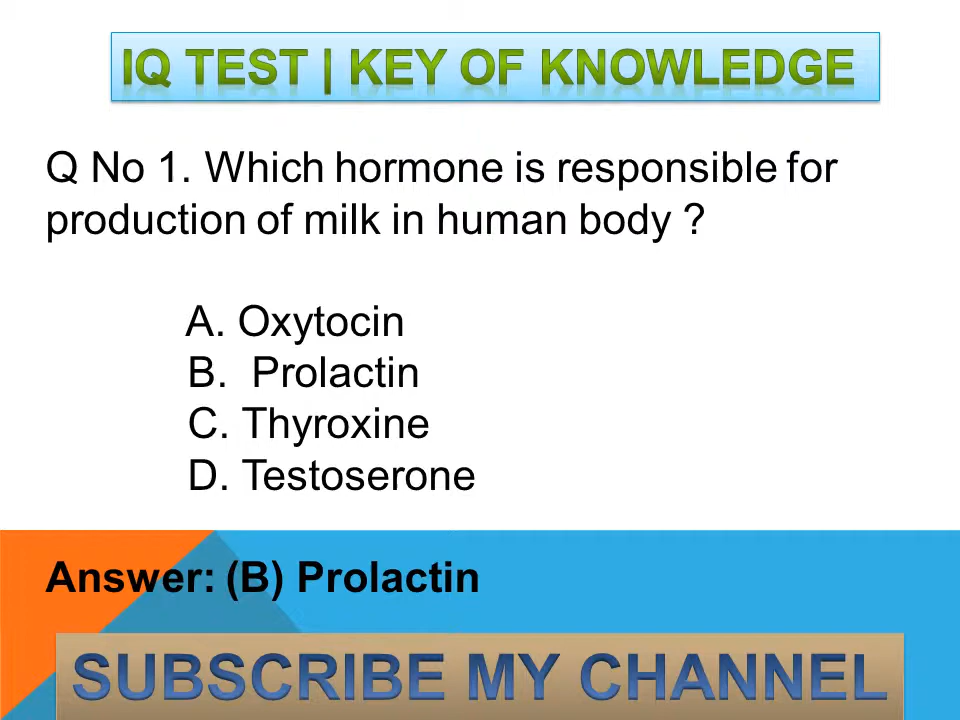 IQ TEST | KEY OF KNOWLEDGE
Q No 1. Which hormone is responsible for
production of milk in human body ?
A. Oxytocin
B. Prolactin
C. Thyroxine
D. Testoserone
Answer: (B) Prolactin
SUBSCRIBE MY CHANNEL